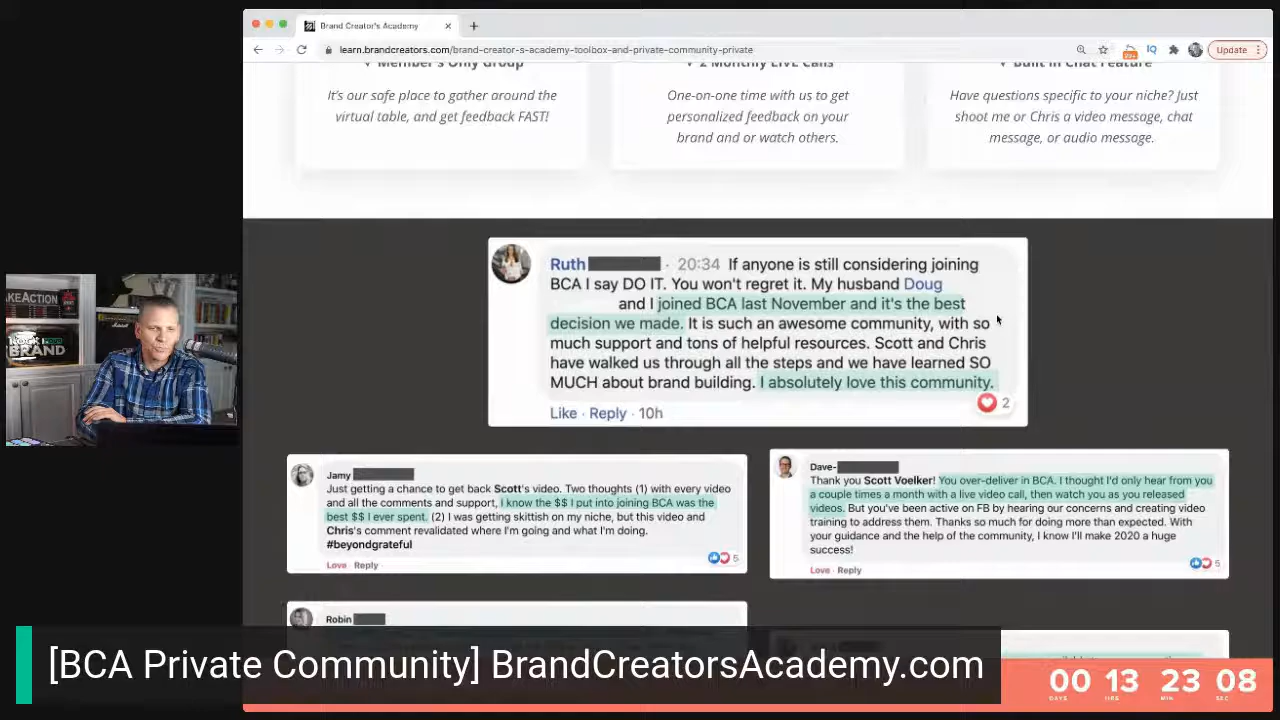 Brand Creator's Academy
learn.brandcreators.com/brand-creator-s-academy-toolbox-and-private-community-private
IQ
Update
✓ Member's Only Group
✓ 2 Monthly LIVE Calls
✓ Built In Chat Feature
It's our safe place to gather around the
virtual table, and get feedback FAST!
One-on-one time with us to get
personalized feedback on your
brand and or watch others.
Have questions specific to your niche? Just
shoot me or Chris a video message, chat
message, or audio message.
Ruth · 20:34 If anyone is still considering joining
BCA I say DO IT. You won't regret it. My husband Doug
and I joined BCA last November and it's the best
decision we made. It is such an awesome community, with so
much support and tons of helpful resources. Scott and Chris
have walked us through all the steps and we have learned SO
MUCH about brand building. I absolutely love this community.
Like · Reply · 10h
2
Jamy
Just getting a chance to get back Scott's video. Two thoughts (1) with every video
and all the comments and support, I know the $$ I put into joining BCA was the
best $$ I ever spent. (2) I was getting skittish on my niche, but this video and
Chris's comment revalidated where I'm going and what I'm doing.
#beyondgrateful
Love · Reply
5
Dave-
Thank you Scott Voelker! You over-deliver in BCA. I thought I'd only hear from you
a couple times a month with a live video call, then watch you as you released
videos. But you've been active on FB by hearing our concerns and creating video
training to address them. Thanks so much for doing more than expected. With
your guidance and the help of the community, I know I'll make 2020 a huge
success!
Love · Reply
5
Robin
AKEACTION
ROCK YOUR
BRAND
[BCA Private Community] BrandCreatorsAcademy.com
00 13 23 08
DAYS HRS MIN SEC